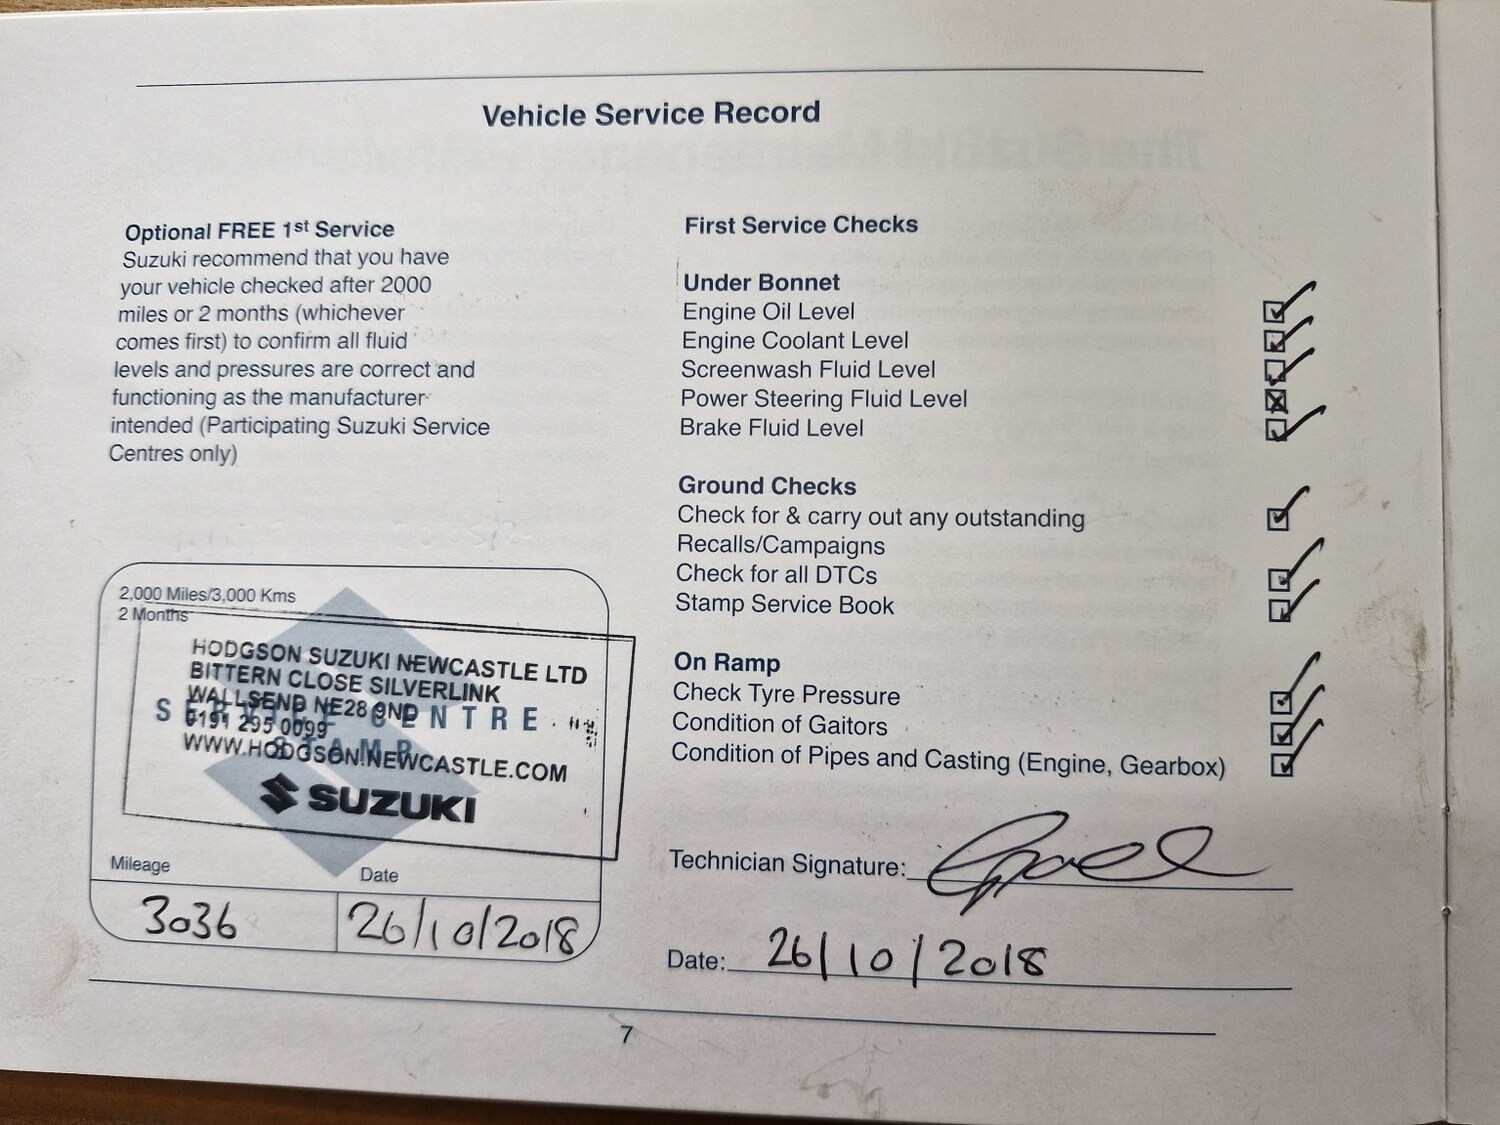 Vehicle Service Record
Optional FREE 1st Service
Suzuki recommend that you have
your vehicle checked after 2000
miles or 2 months (whichever
comes first) to confirm all fluid
levels and pressures are correct and
functioning as the manufacturer
intended (Participating Suzuki Service
Centres only)
2,000 Miles/3,000 Kms
2 Months
HODGSON SUZUKI NEWCASTLE LTD
BITTERN CLOSE SILVERLINK
WALLSEND NE28 9ND
SERVICE CENTRE
0191 295 0099
STAMP
WWW.HODGSONNEWCASTLE.COM
SUZUKI
Mileage Date
3036 26/10/2018
First Service Checks
Under Bonnet
Engine Oil Level
Engine Coolant Level
Screenwash Fluid Level
Power Steering Fluid Level
Brake Fluid Level
Ground Checks
Check for & carry out any outstanding
Recalls/Campaigns
Check for all DTCs
Stamp Service Book
On Ramp
Check Tyre Pressure
Condition of Gaitors
Condition of Pipes and Casting (Engine, Gearbox)
Technician Signature:
Date: 26/10/2018
7